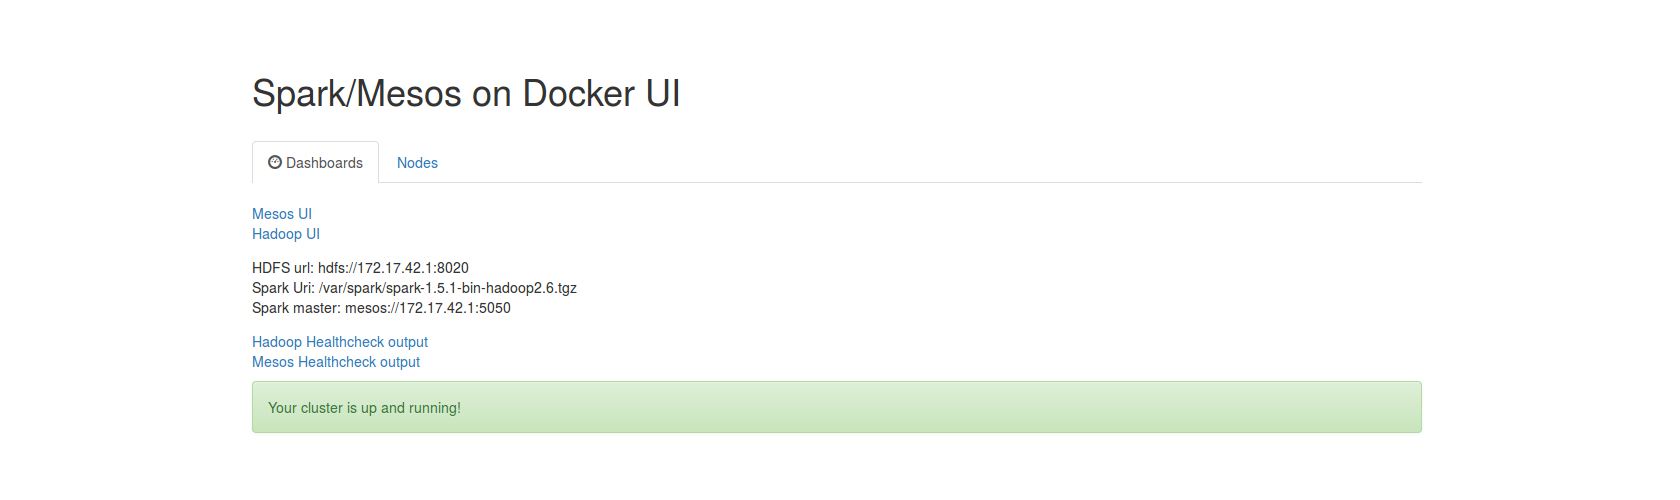 Spark/Mesos on Docker UI
Dashboards Nodes
Mesos UI
Hadoop UI
HDFS url: hdfs://172.17.42.1:8020
Spark Uri: /var/spark/spark-1.5.1-bin-hadoop2.6.tgz
Spark master: mesos://172.17.42.1:5050
Hadoop Healthcheck output
Mesos Healthcheck output
Your cluster is up and running!